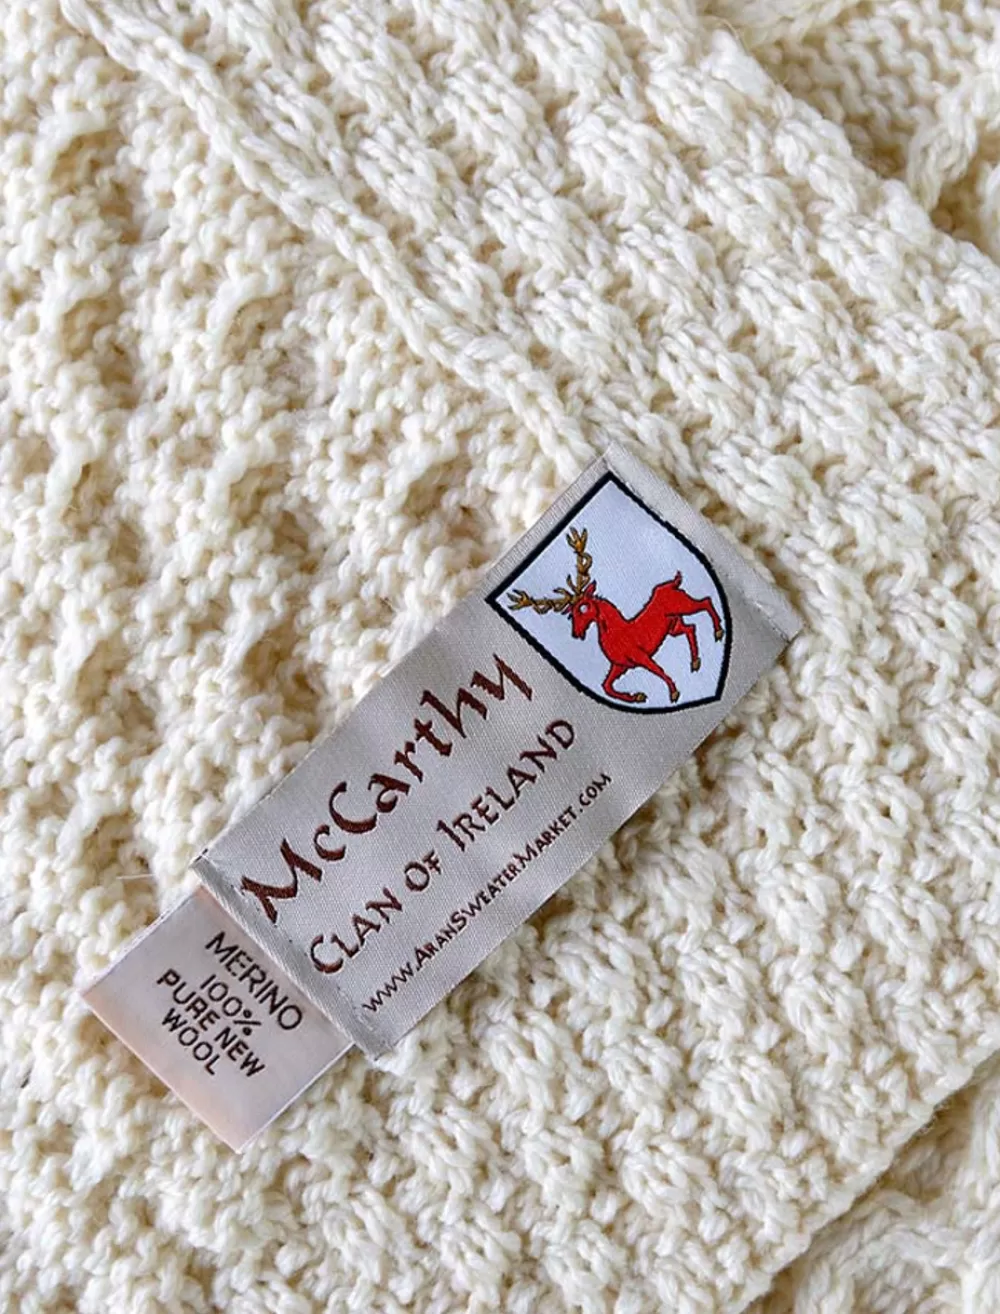 McCarthy
Clan Of Ireland
www.AranSweaterMarket.com
MERINO
100%
PURE NEW
WOOL